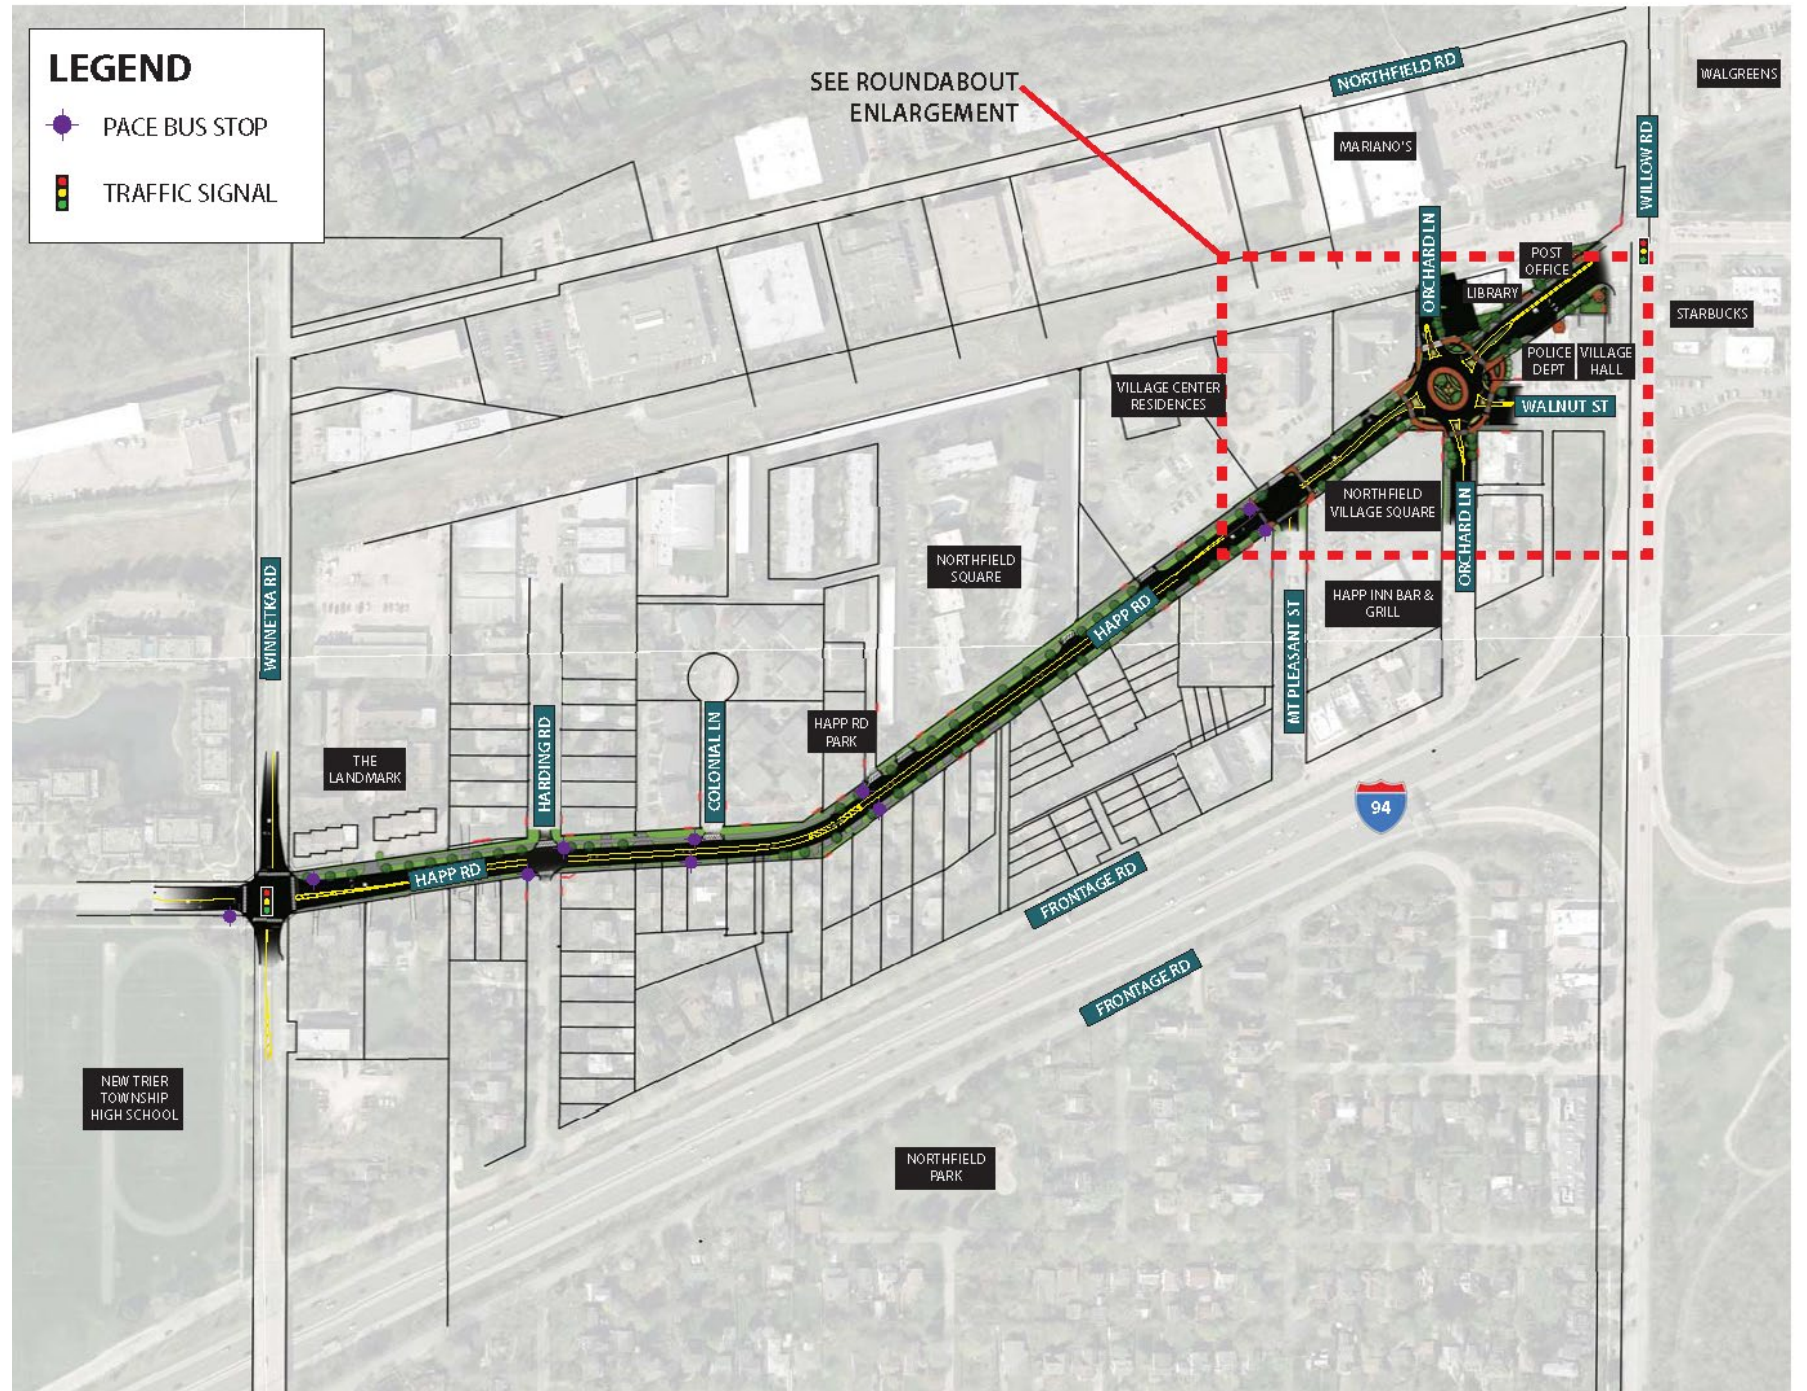 LEGEND
PACE BUS STOP
TRAFFIC SIGNAL
SEE ROUNDABOUT
ENLARGEMENT
NORTHFIELD RD
WALGREENS
MARIANO'S
WILLOW RD
ORCHARD LN
POST
OFFICE
LIBRARY
STARBUCKS
POLICE
DEPT
VILLAGE
HALL
VILLAGE CENTER
RESIDENCES
WALNUT ST
NORTHFIELD
VILLAGE SQUARE
ORCHARD LN
NORTHFIELD
SQUARE
HAPP RD
HAPP INN BAR &
GRILL
MT PLEASANT ST
WINNETKA RD
HAPP RD
PARK
THE
LANDMARK
HARDING RD
COLONIAL LN
94
HAPP RD
FRONTAGE RD
FRONTAGE RD
NEW TRIER
TOWNSHIP
HIGH SCHOOL
NORTHFIELD
PARK